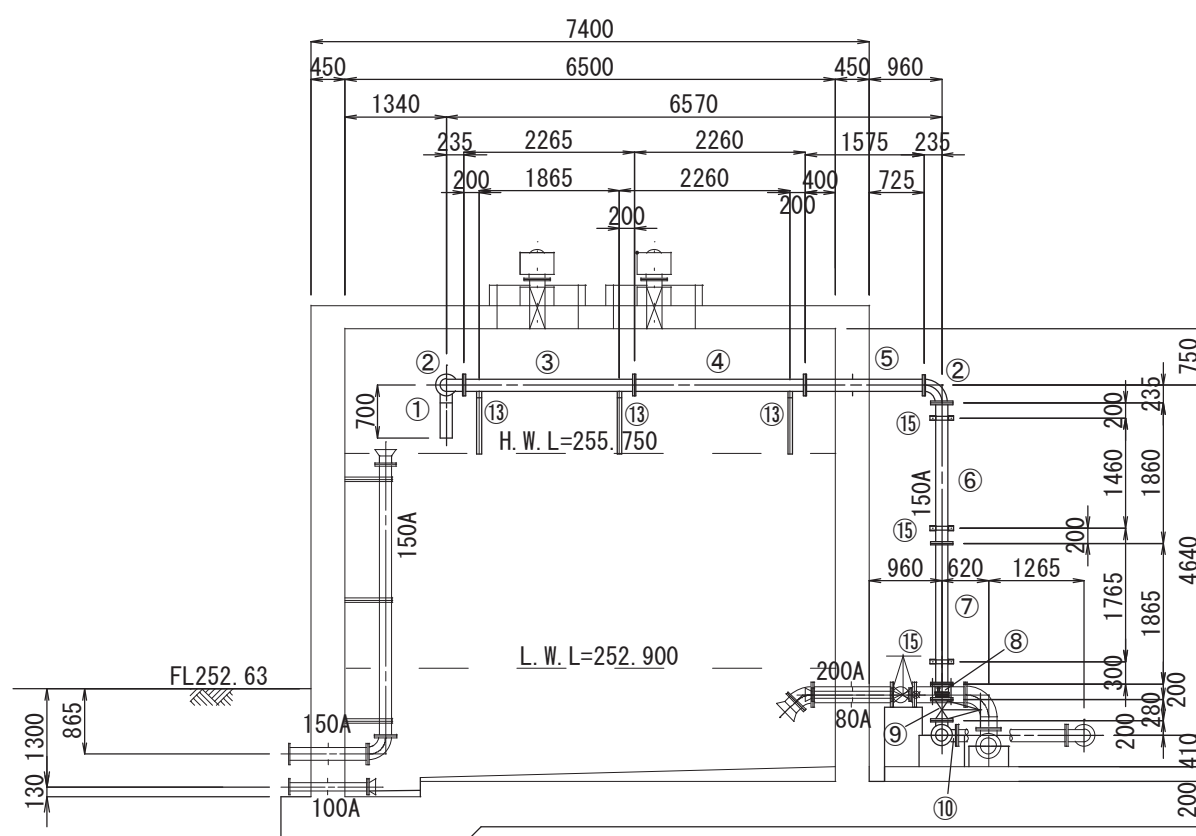 7400
450 6500 450 960
1340 6570
235 2265 2260 1575 235
200 1865 2260 400 725
200 200
② ③ ④ ⑤ ②
750
① 700
⑬ ⑬ ⑬
235
200
⑮
H.W.L=255.750
150A
150A
⑥
1460
1860
⑮
200
4640
960 620 1265
⑦
1765
1865
⑮ ⑧
L.W.L=252.900
FL252.63
200A
80A
300
200
280
200
⑨
1300
865
150A
410
130
100A
⑩
200